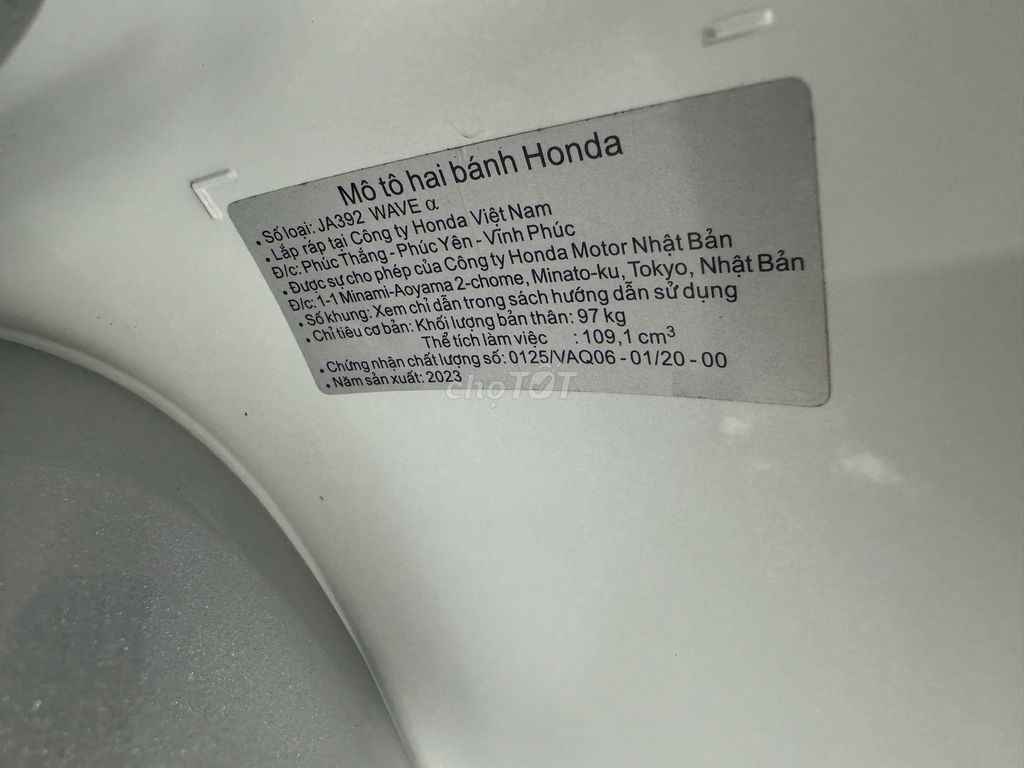 Mô tô hai bánh Honda
• Số loại: JA392 WAVE α
• Lắp ráp tại Công ty Honda Việt Nam
Đ/c: Phúc Thắng - Phúc Yên - Vĩnh Phúc
• Được sự cho phép của Công ty Honda Motor Nhật Bản
Đ/c: 1-1 Minami-Aoyama 2-chome, Minato-ku, Tokyo, Nhật Bản
• Số khung: Xem chỉ dẫn trong sách hướng dẫn sử dụng
• Chỉ tiêu cơ bản: Khối lượng bản thân: 97 kg
Thể tích làm việc : 109,1 cm³
• Chứng nhận chất lượng số: 0125/VAQ06 - 01/20 - 00
• Năm sản xuất: 2023
chợTỐT